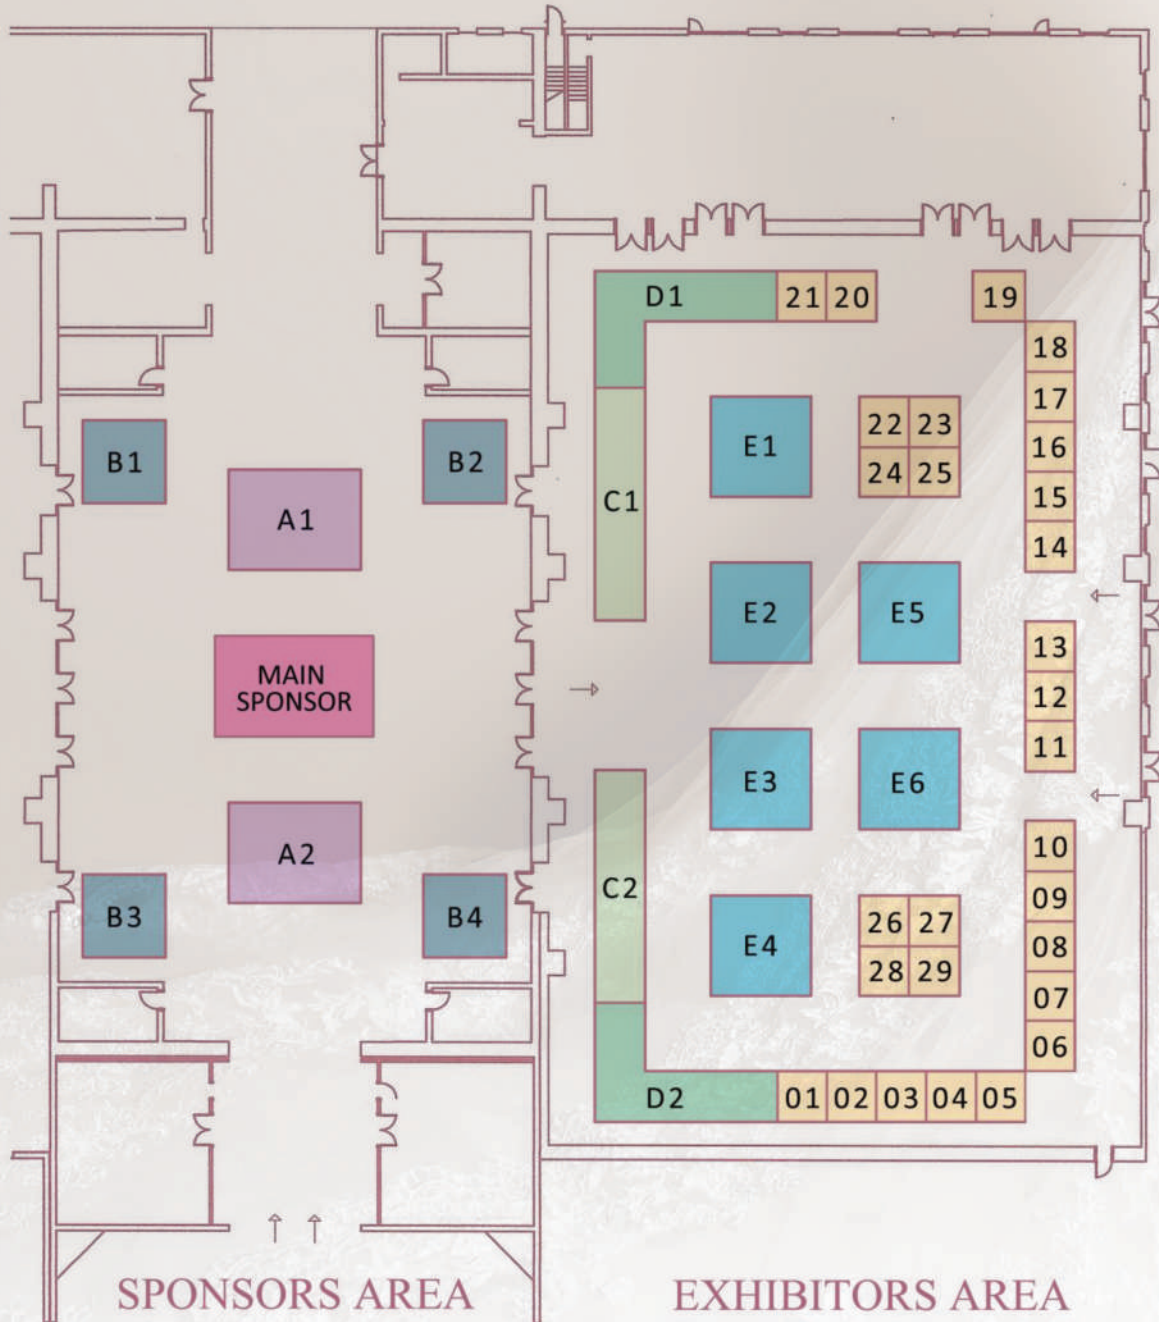 D1 21 20 19
18
17
16
15
14
22 23
24 25
E1
B1 B2
A1
C1
E2 E5
13
12
11
MAIN
SPONSOR
E3 E6
A2
C2
10
09
08
07
06
B3 B4
E4
26 27
28 29
D2 01 02 03 04 05
SPONSORS AREA
EXHIBITORS AREA